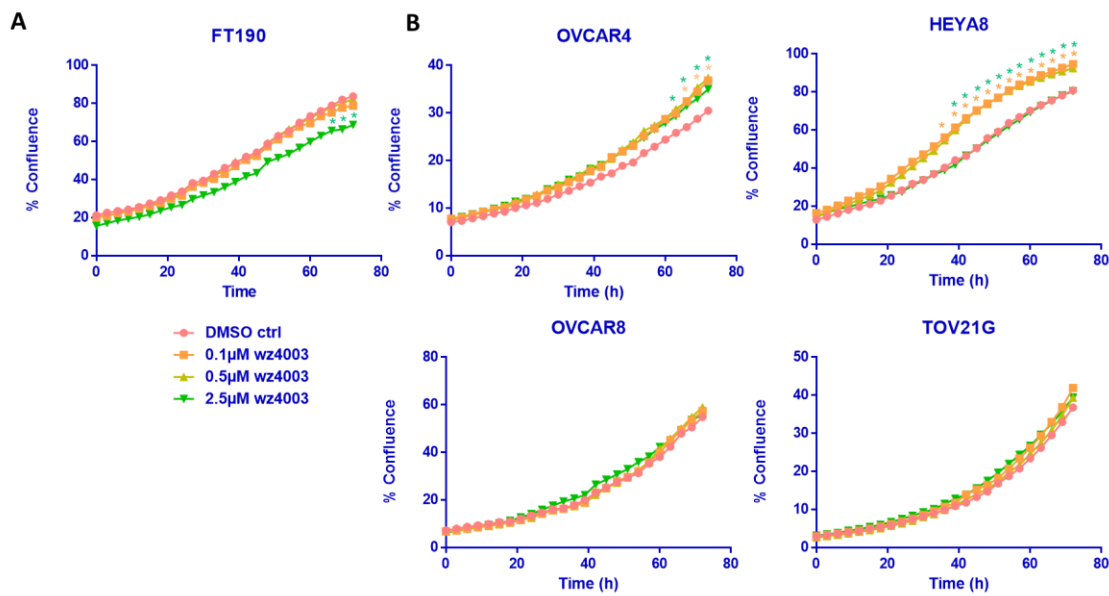 A
B
FT190
100
80
60
40
20
0
% Confluence
* * *
0 20 40 60 80
Time
DMSO ctrl
0.1µM wz4003
0.5µM wz4003
2.5µM wz4003
OVCAR4
40
30
20
10
0
% Confluence
* * * *
* * *
0 20 40 60 80
Time (h)
HEYA8
100
80
60
40
20
0
% Confluence
* * * * * * * * * * * *
* * * * * * * * * * * * *
0 20 40 60 80
Time (h)
OVCAR8
80
60
40
20
0
% Confluence
0 20 40 60 80
Time (h)
TOV21G
50
40
30
20
10
0
% Confluence
0 20 40 60 80
Time (h)